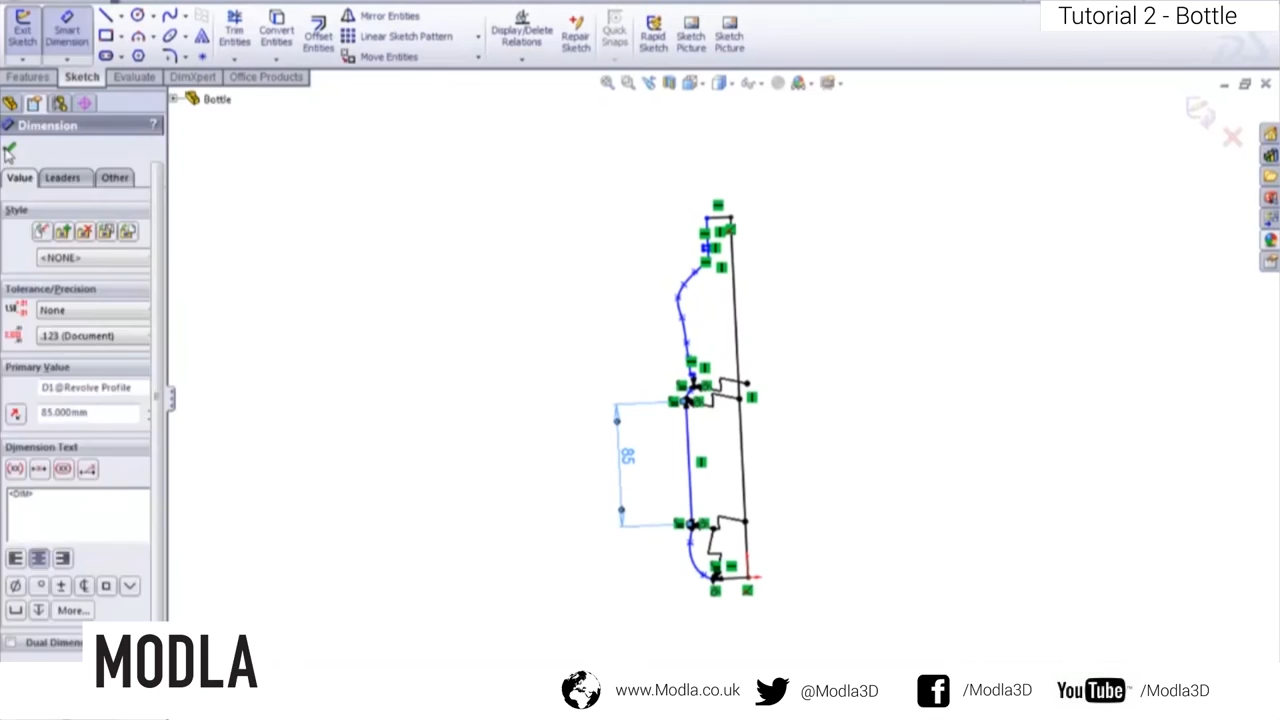 Tutorial 2 - Bottle
Exit Sketch
Smart Dimension
Trim Entities
Convert Entities
Offset Entities
Mirror Entities
Linear Sketch Pattern
Move Entities
Display/Delete Relations
Repair Sketch
Quick Snaps
Rapid Sketch
Sketch Picture
Sketch Picture
Features
Sketch
Evaluate
DimXpert
Office Products
Bottle
Dimension
?
Value
Leaders
Other
Style
<NONE>
Tolerance/Precision
None
.123 (Document)
Primary Value
D1@Revolve Profile
85.000mm
Dimension Text
<DIM>
More...
Dual Dimens
85
MODLA
www.Modla.co.uk
@Modla3D
/Modla3D
YouTube
/Modla3D